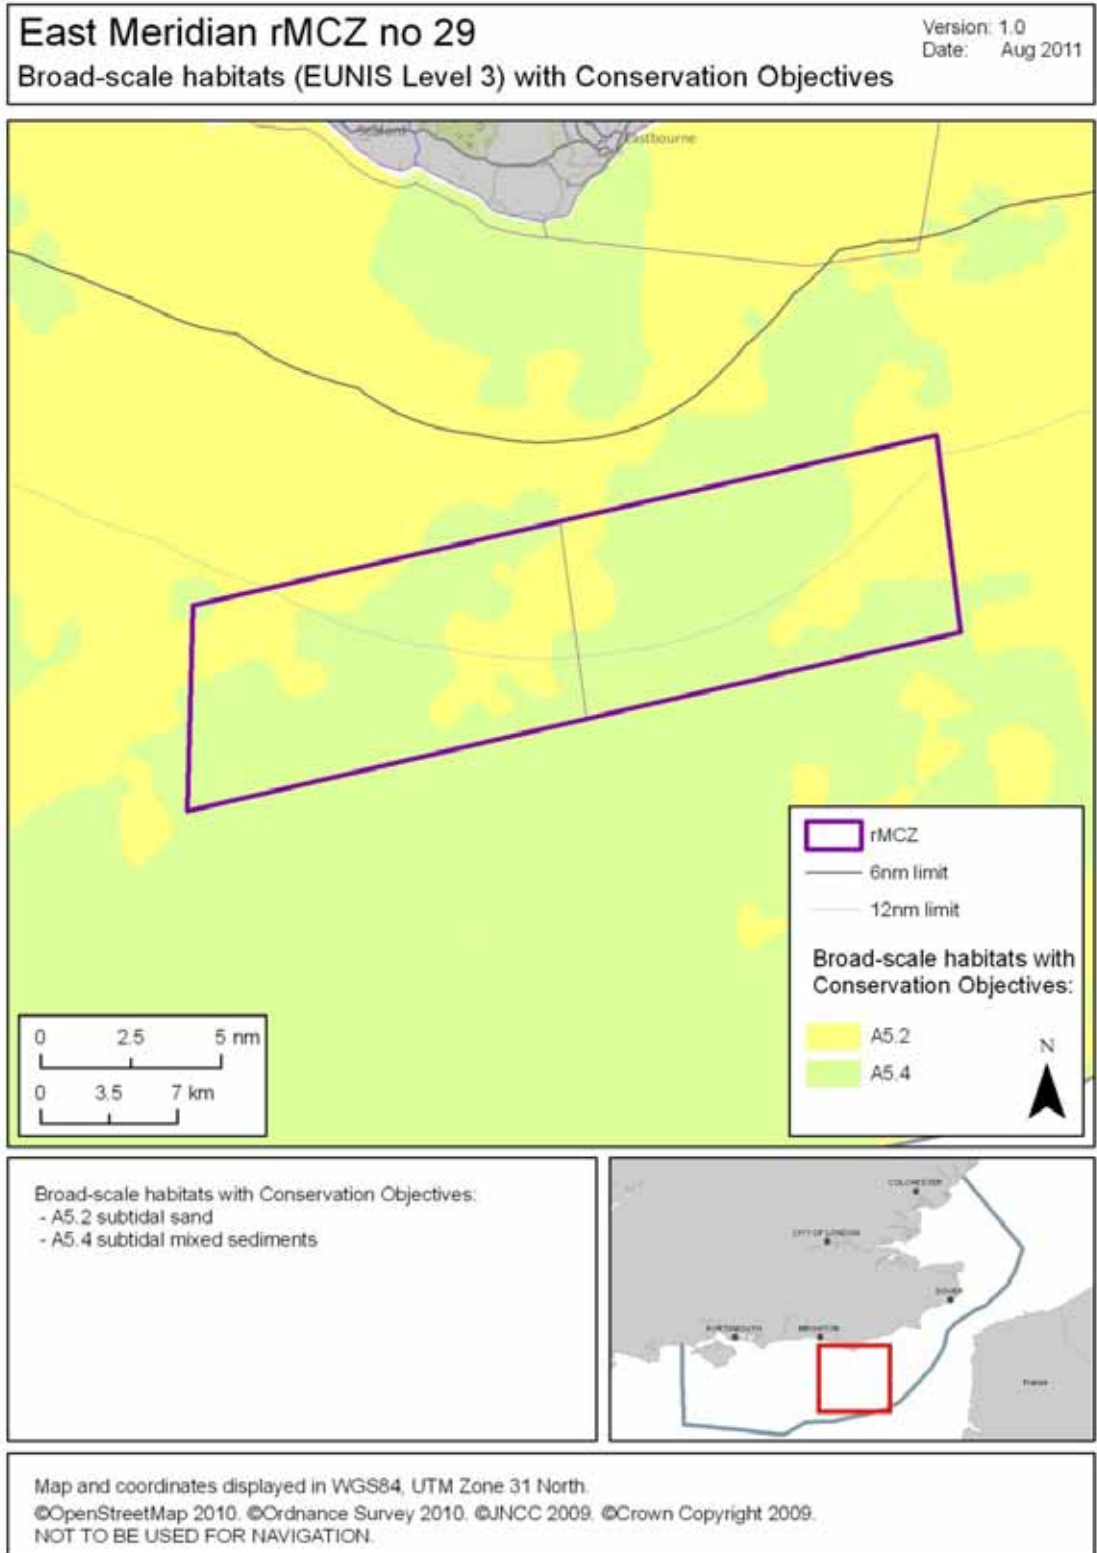 East Meridian rMCZ no 29
Version: 1.0
Date: Aug 2011
Broad-scale habitats (EUNIS Level 3) with Conservation Objectives
Seaford
Eastbourne
rMCZ
6nm limit
12nm limit
Broad-scale habitats with
Conservation Objectives:
A5.2
A5.4
N
0 2.5 5 nm
0 3.5 7 km
Broad-scale habitats with Conservation Objectives:
- A5.2 subtidal sand
- A5.4 subtidal mixed sediments
COLCHESTER
CITY OF LONDON
DOVER
PORTSMOUTH
BRIGHTON
France
Map and coordinates displayed in WGS84, UTM Zone 31 North.
©OpenStreetMap 2010. ©Ordnance Survey 2010. ©JNCC 2009. ©Crown Copyright 2009.
NOT TO BE USED FOR NAVIGATION.